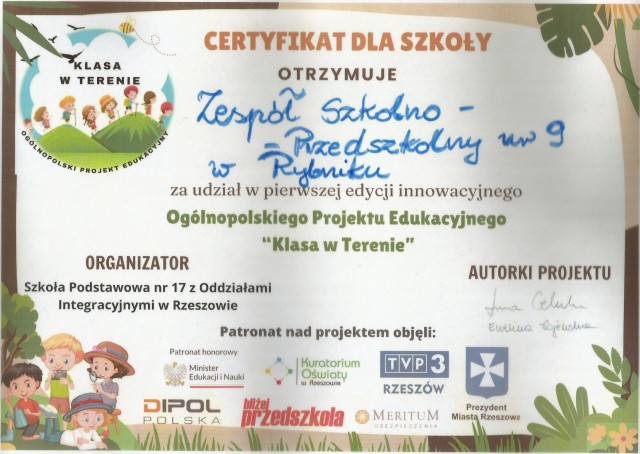 CERTYFIKAT DLA SZKOŁY
OTRZYMUJE
KLASA
W TERENIE
OGÓLNOPOLSKI PROJEKT EDUKACYJNY
Zespół Szkolno -
- Przedszkolny nr 9
w Rybniku
za udział w pierwszej edycji innowacyjnego
Ogólnopolskiego Projektu Edukacyjnego
“Klasa w Terenie”
ORGANIZATOR
Szkoła Podstawowa nr 17 z Oddziałami
Integracyjnymi w Rzeszowie
AUTORKI PROJEKTU
Ewelina
Patronat nad projektem objęli:
Patronat honorowy
Minister
Edukacji i Nauki
Kuratorium
Oświaty
w Rzeszowie
TVP3
RZESZÓW
Prezydent
Miasta Rzeszowa
DIPOL
POLSKA
bliżej
przedszkola
MERITUM
UBEZPIECZENIA